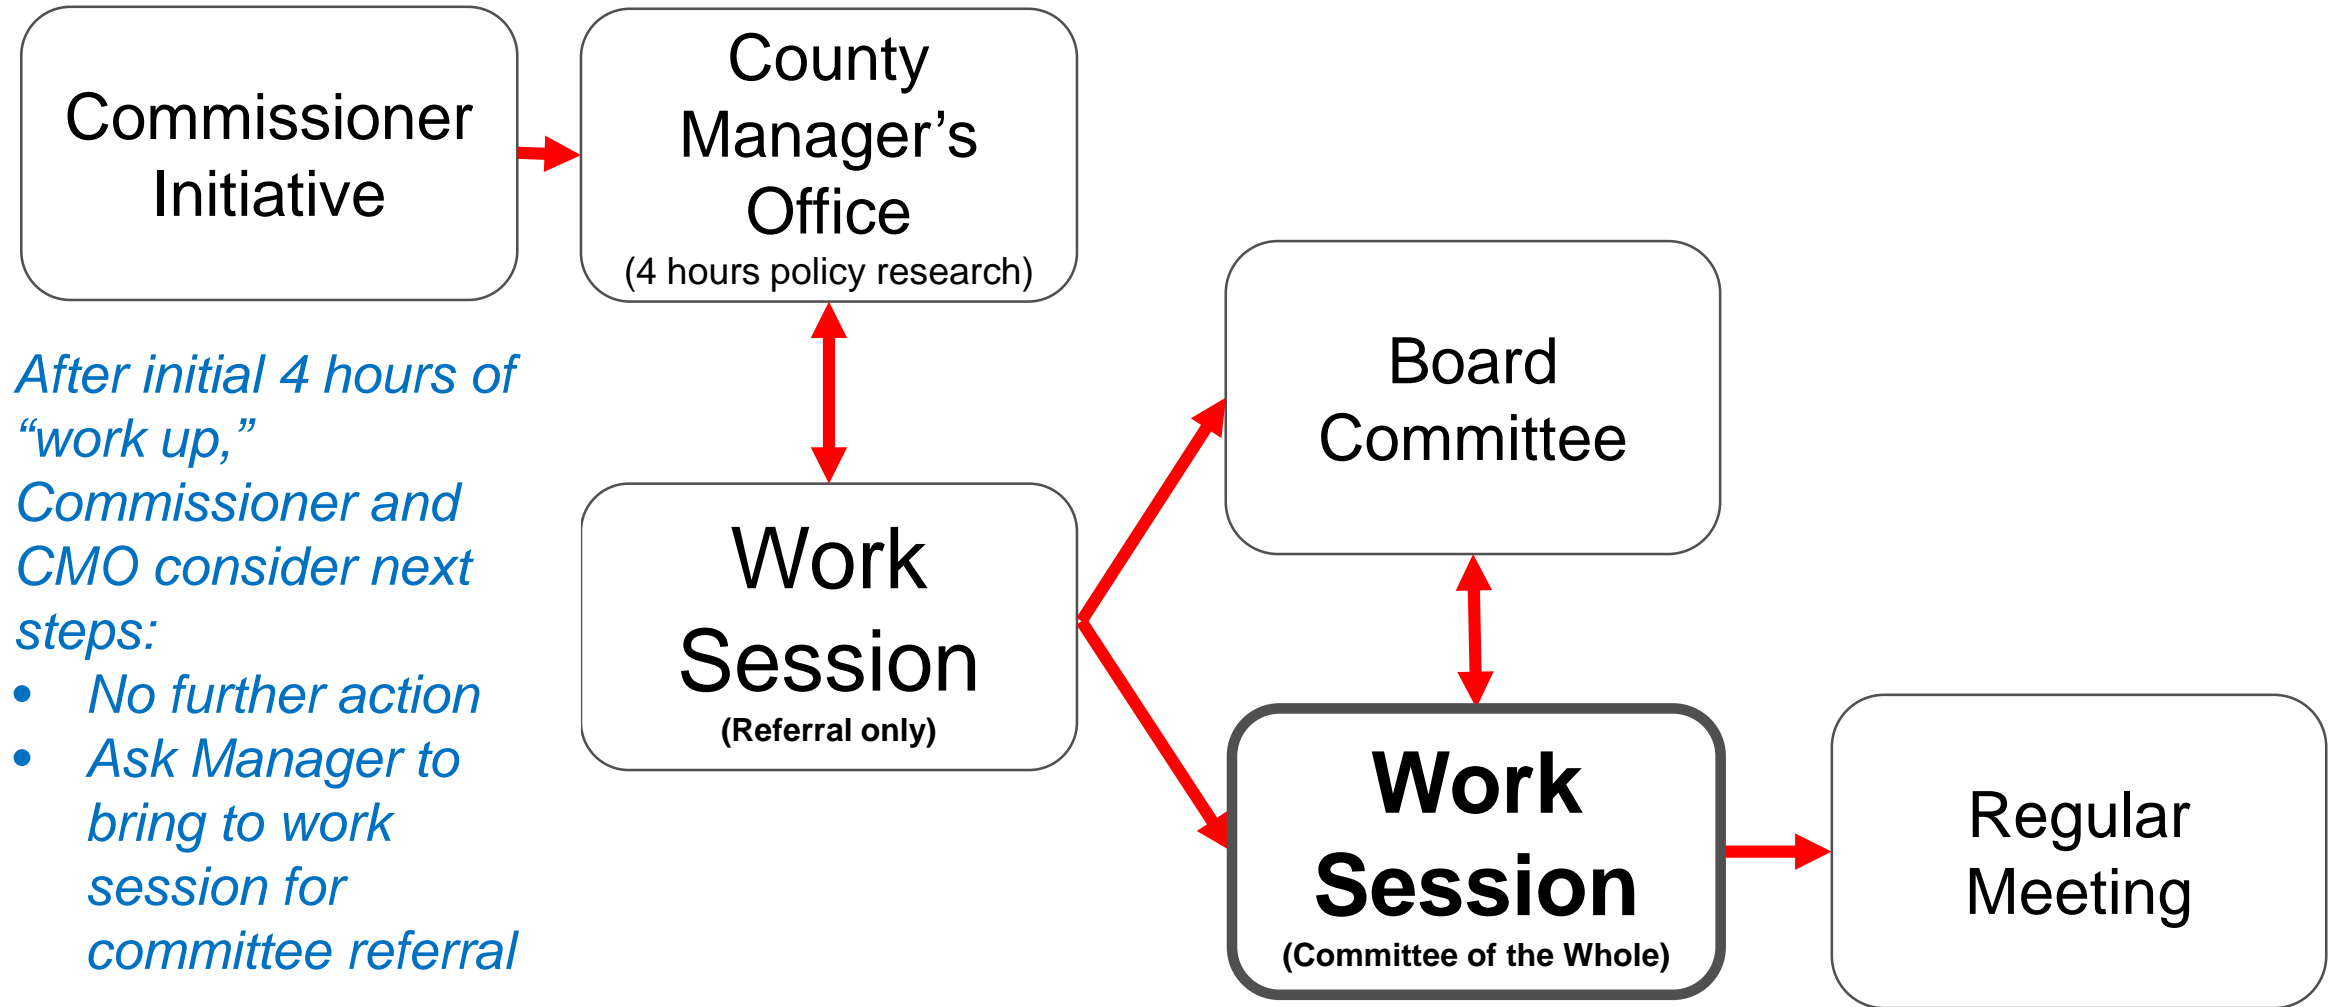 Commissioner
Initiative
County
Manager’s
Office
(4 hours policy research)
After initial 4 hours of
“work up,”
Commissioner and
CMO consider next
steps:
• No further action
• Ask Manager to
bring to work
session for
committee referral
Work
Session
(Referral only)
Board
Committee
Work
Session
(Committee of the Whole)
Regular
Meeting